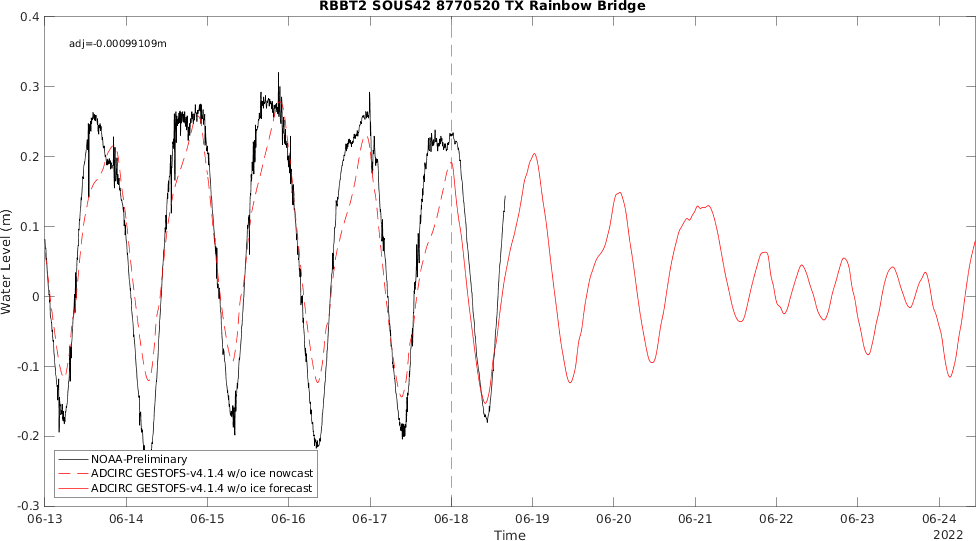 RBBT2 SOUS42 8770520 TX Rainbow Bridge
adj=-0.00099109m
Water Level (m)
0.4
0.3
0.2
0.1
0
-0.1
-0.2
-0.3
NOAA-Preliminary
ADCIRC GESTOFS-v4.1.4 w/o ice nowcast
ADCIRC GESTOFS-v4.1.4 w/o ice forecast
06-13 06-14 06-15 06-16 06-17 06-18 06-19 06-20 06-21 06-22 06-23 06-24
Time
2022